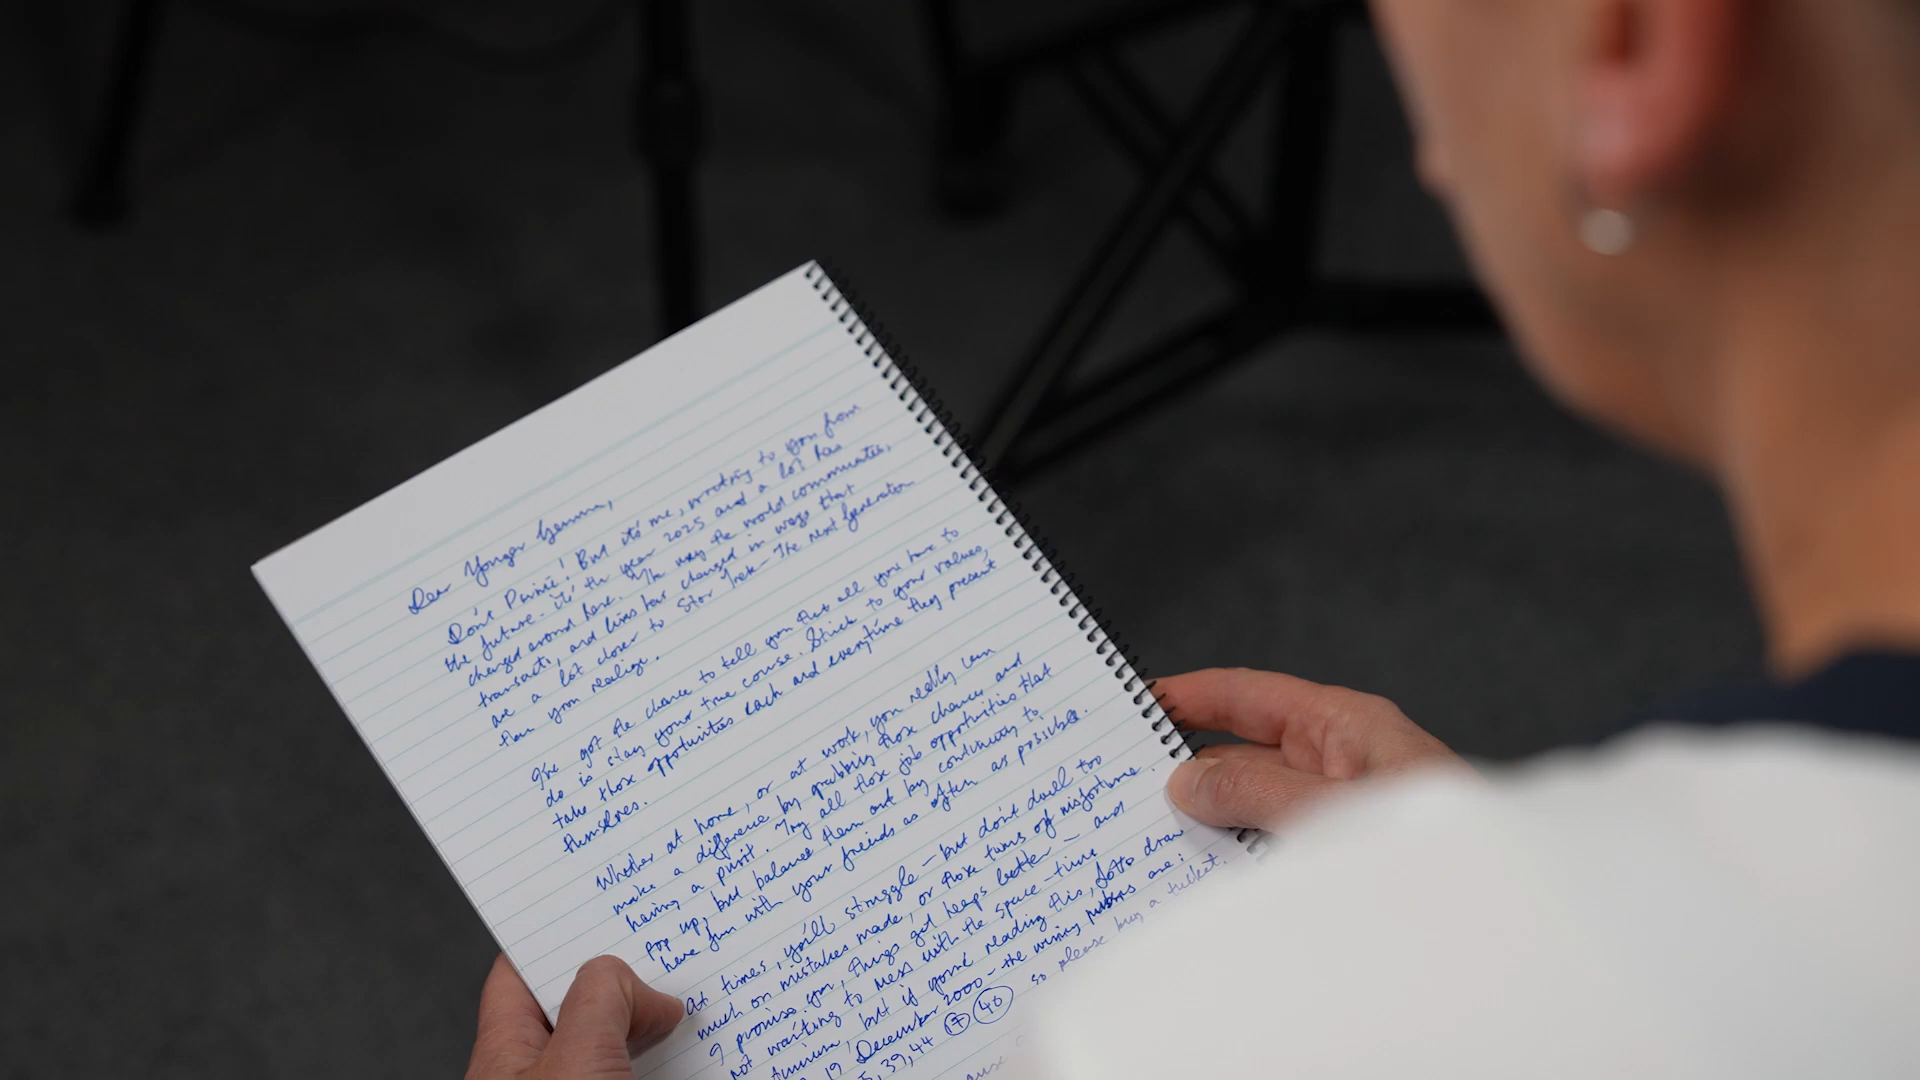 Dear Younger Gemma,
Don't Panic! But it's me, writing to you from
the future. it's the year 2025 and a lot has
changed around here. The way the world communicates,
transacts, and lives has changed in ways that
are a lot closer to Star Trek - The next Generation
than you realize.
I've got the chance to tell you that all you have to
do is stay your true course. Stick to your values,
take those opportunities each and everytime they present
themselves.
Whether at home, or at work, you really can
make a difference by grabbing those chances and
having a pivot. Try all those job opportunities that
pop up, but balance them out by continuing to
have fun with your friends as often as possible.
At times, you'll struggle - but don't dwell too
much on mistakes made, or those turns of misfortune.
I promise you, things get heaps better - and
not wanting to mess with the space-time
, but if you're reading this, Lotto draw
19 December 2000 - the winning numbers are:
5, 39, 44 17 40 so please buy a ticket.